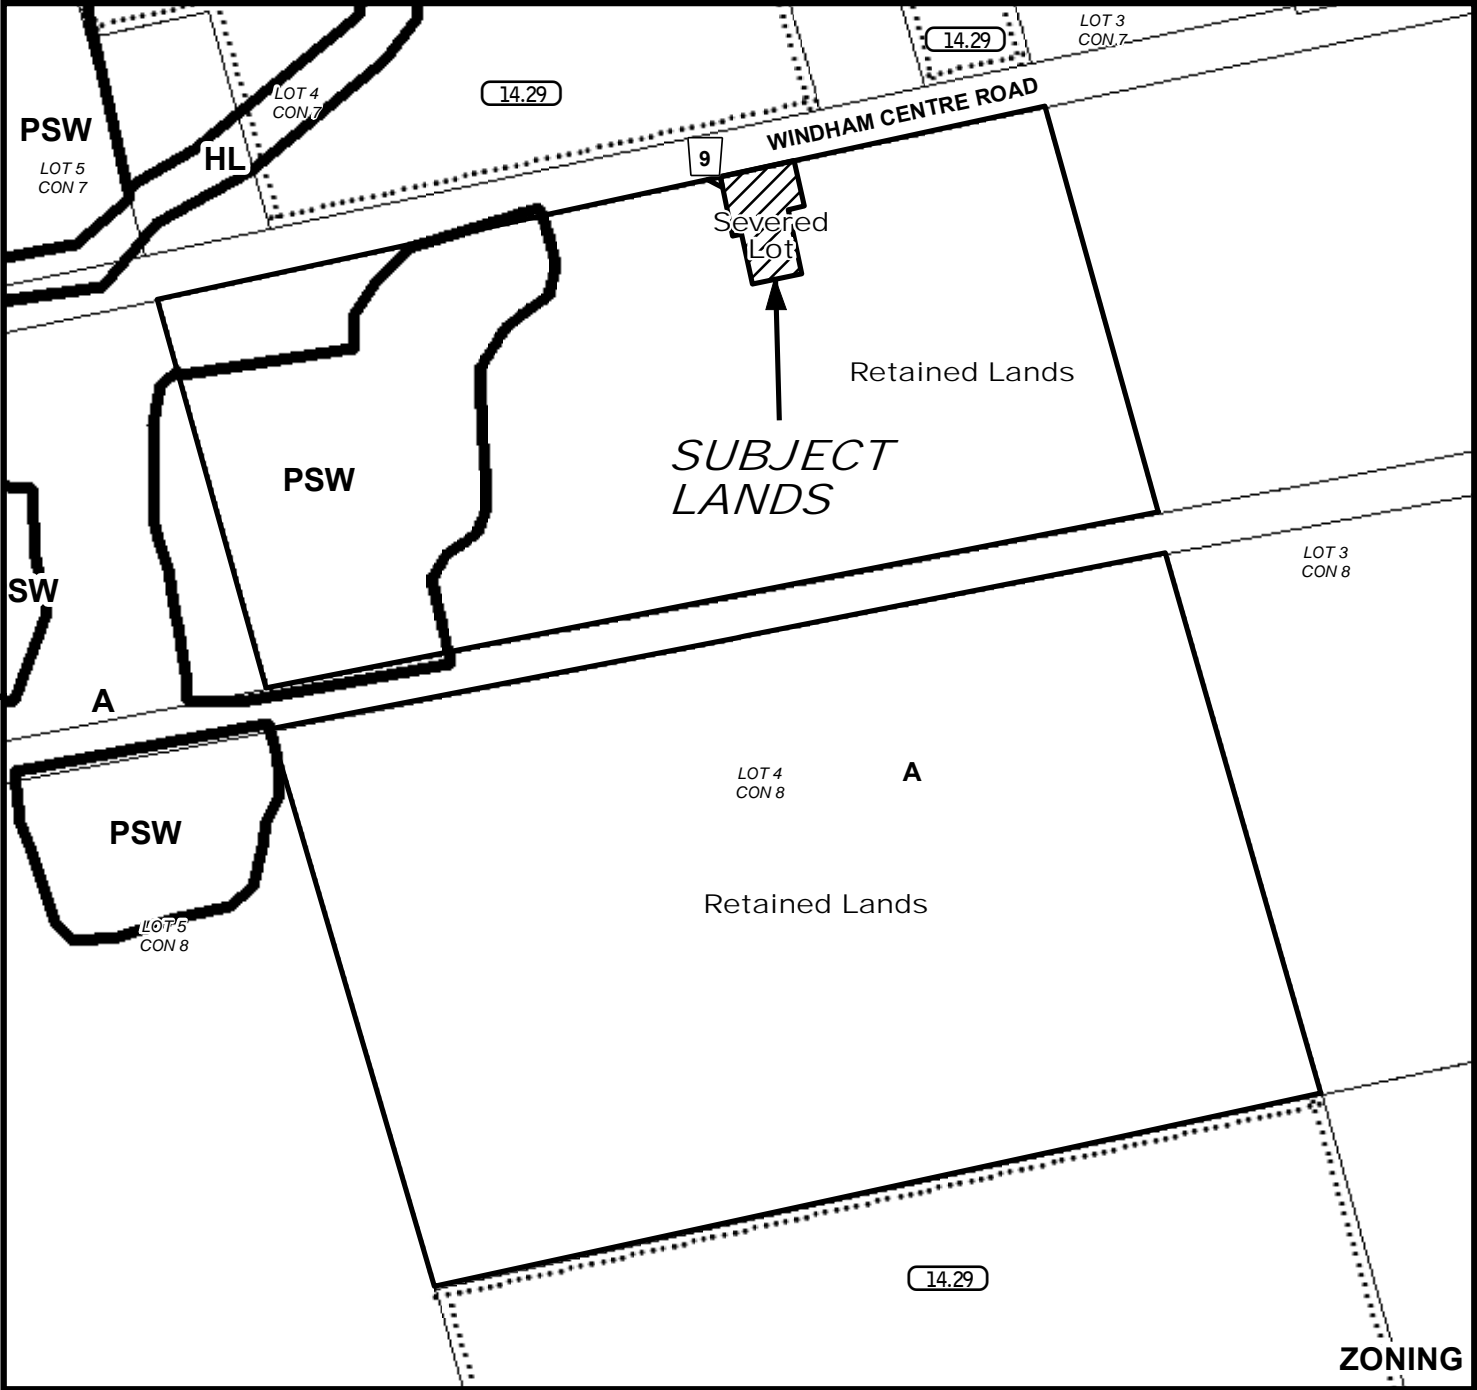 LOT 3
CON 7
14.29
14.29
LOT 4
CON 7
WINDHAM CENTRE ROAD
PSW
HL
9
LOT 5
CON 7
Severed
Lot
Retained Lands
SUBJECT
LANDS
PSW
LOT 3
CON 8
SW
A
LOT 4
CON 8
A
PSW
Retained Lands
LOT 5
CON 8
14.29
ZONING